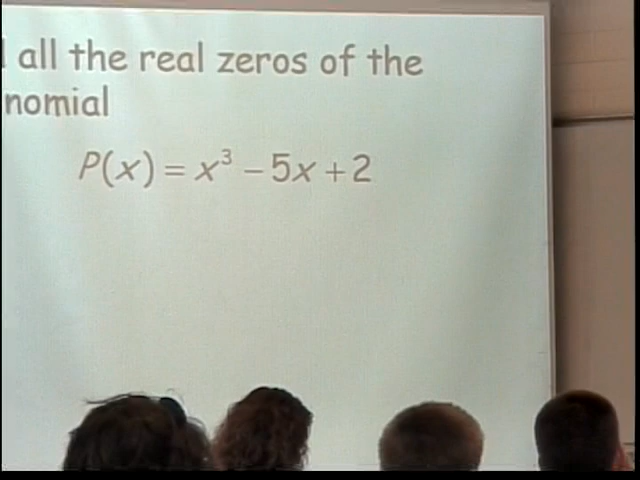 all the real zeros of the
nomial
P(x) = x³ − 5x + 2